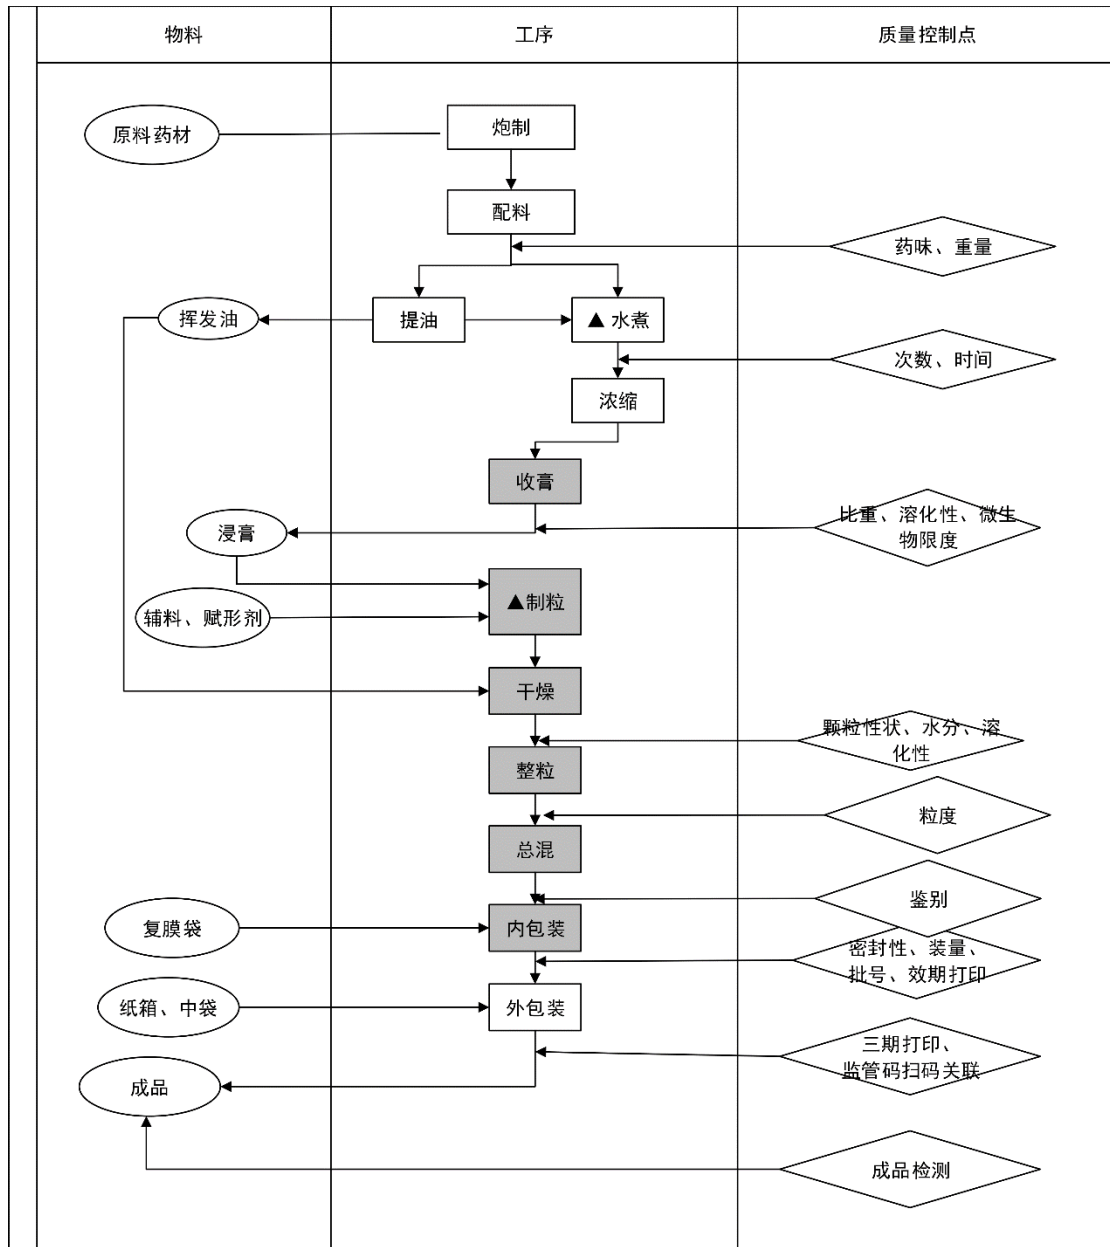 物料 工序 质量控制点
原料药材 炮制
配料
药味、重量
挥发油 提油 ▲ 水煮
次数、时间
浓缩
收膏
比重、溶化性、微生
物限度
浸膏
▲制粒
辅料、赋形剂
干燥
颗粒性状、水分、溶
化性
整粒
粒度
总混
鉴别
复膜袋 内包装
密封性、装量、
批号、效期打印
纸箱、中袋 外包装
三期打印、
监管码扫码关联
成品
成品检测